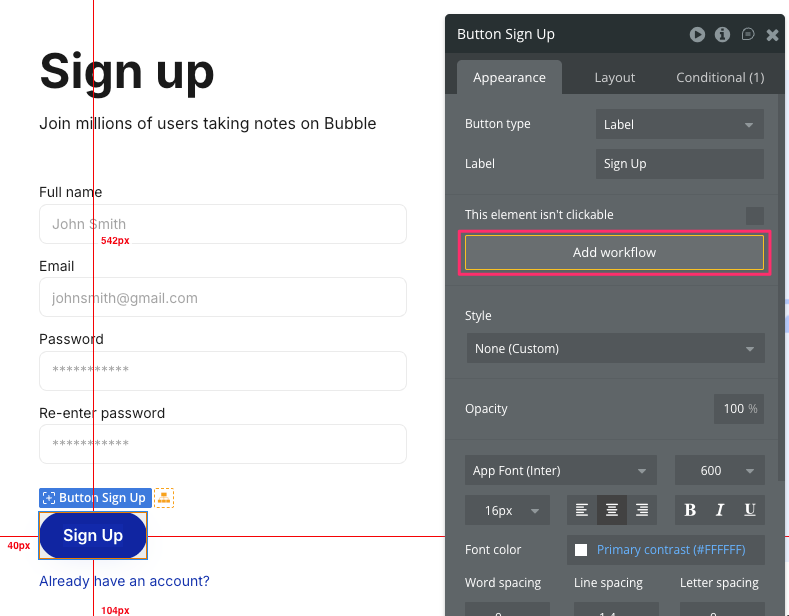 Sign up
Join millions of users taking notes on Bubble
Full name
John Smith
542px
Email
johnsmith@gmail.com
Password
***********
Re-enter password
***********
Button Sign Up
Sign Up
40px
Already have an account?
104px
Button Sign Up
Appearance
Layout
Conditional (1)
Button type
Label
Label
Sign Up
This element isn't clickable
Add workflow
Style
None (Custom)
Opacity
100 %
App Font (Inter)
600
16px
B I U
Font color
Primary contrast (#FFFFFF)
Word spacing
Line spacing
Letter spacing